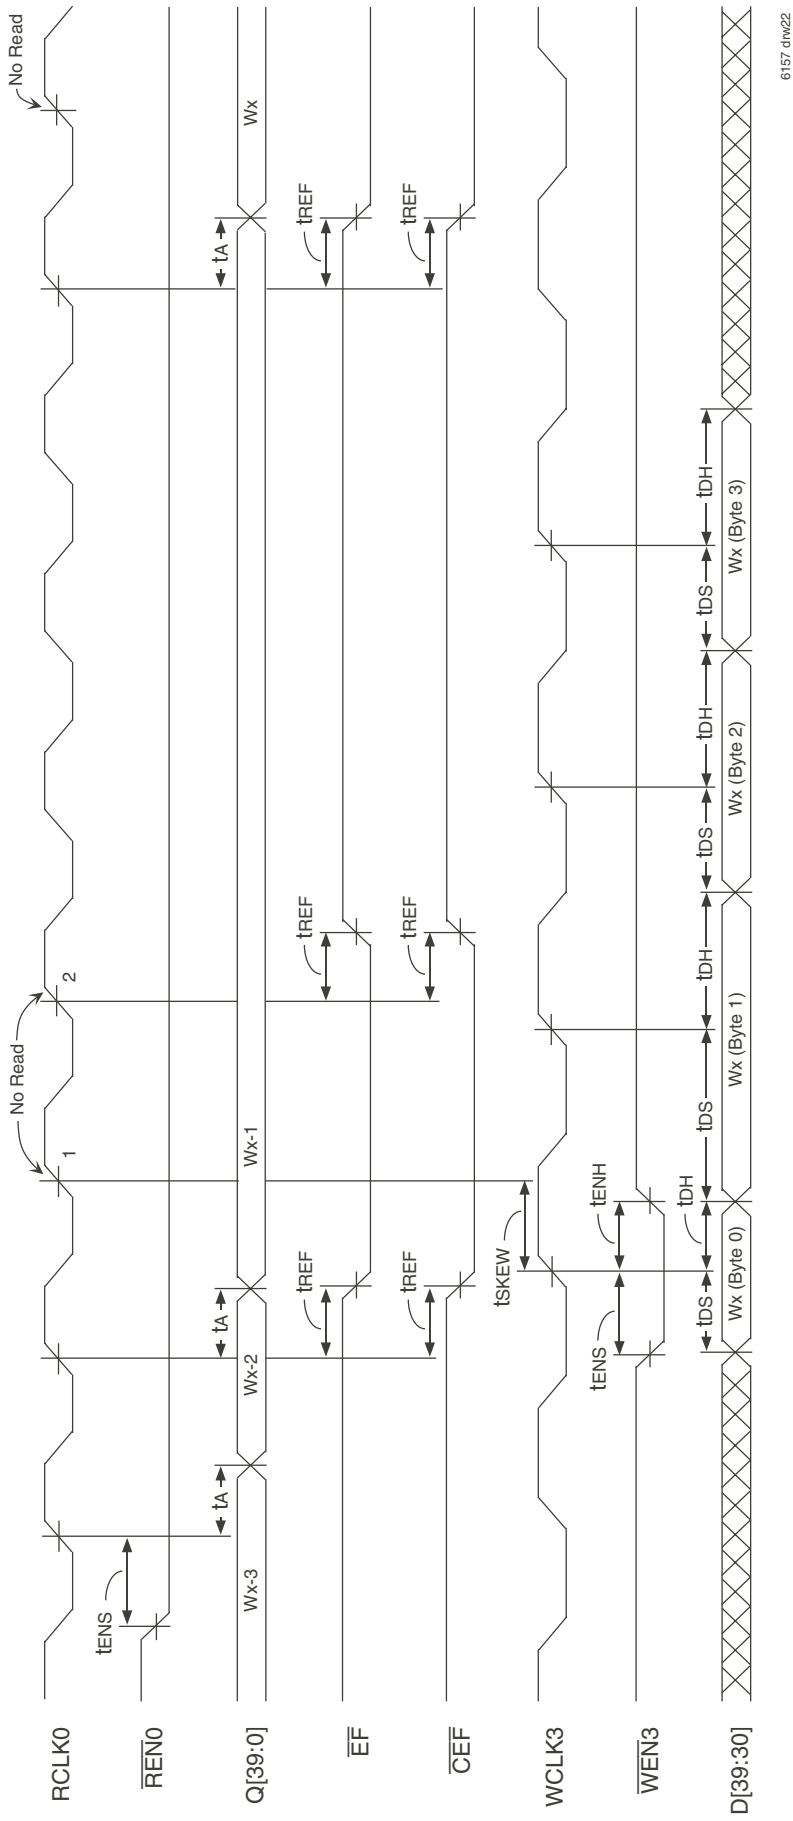 RCLK0
No Read
1
2
No Read
REN0
tENS
Q[39:0]
Wx-3
tA
Wx-2
tA
Wx-1
tA
Wx
EF
tREF
tREF
tREF
CEF
tREF
tREF
tREF
WCLK3
tSKEW
WEN3
tENS
tENH
D[39:30]
tDS
tDH
tDS
tDH
tDS
tDH
tDS
tDH
Wx (Byte 0)
Wx (Byte 1)
Wx (Byte 2)
Wx (Byte 3)
6157 drw22